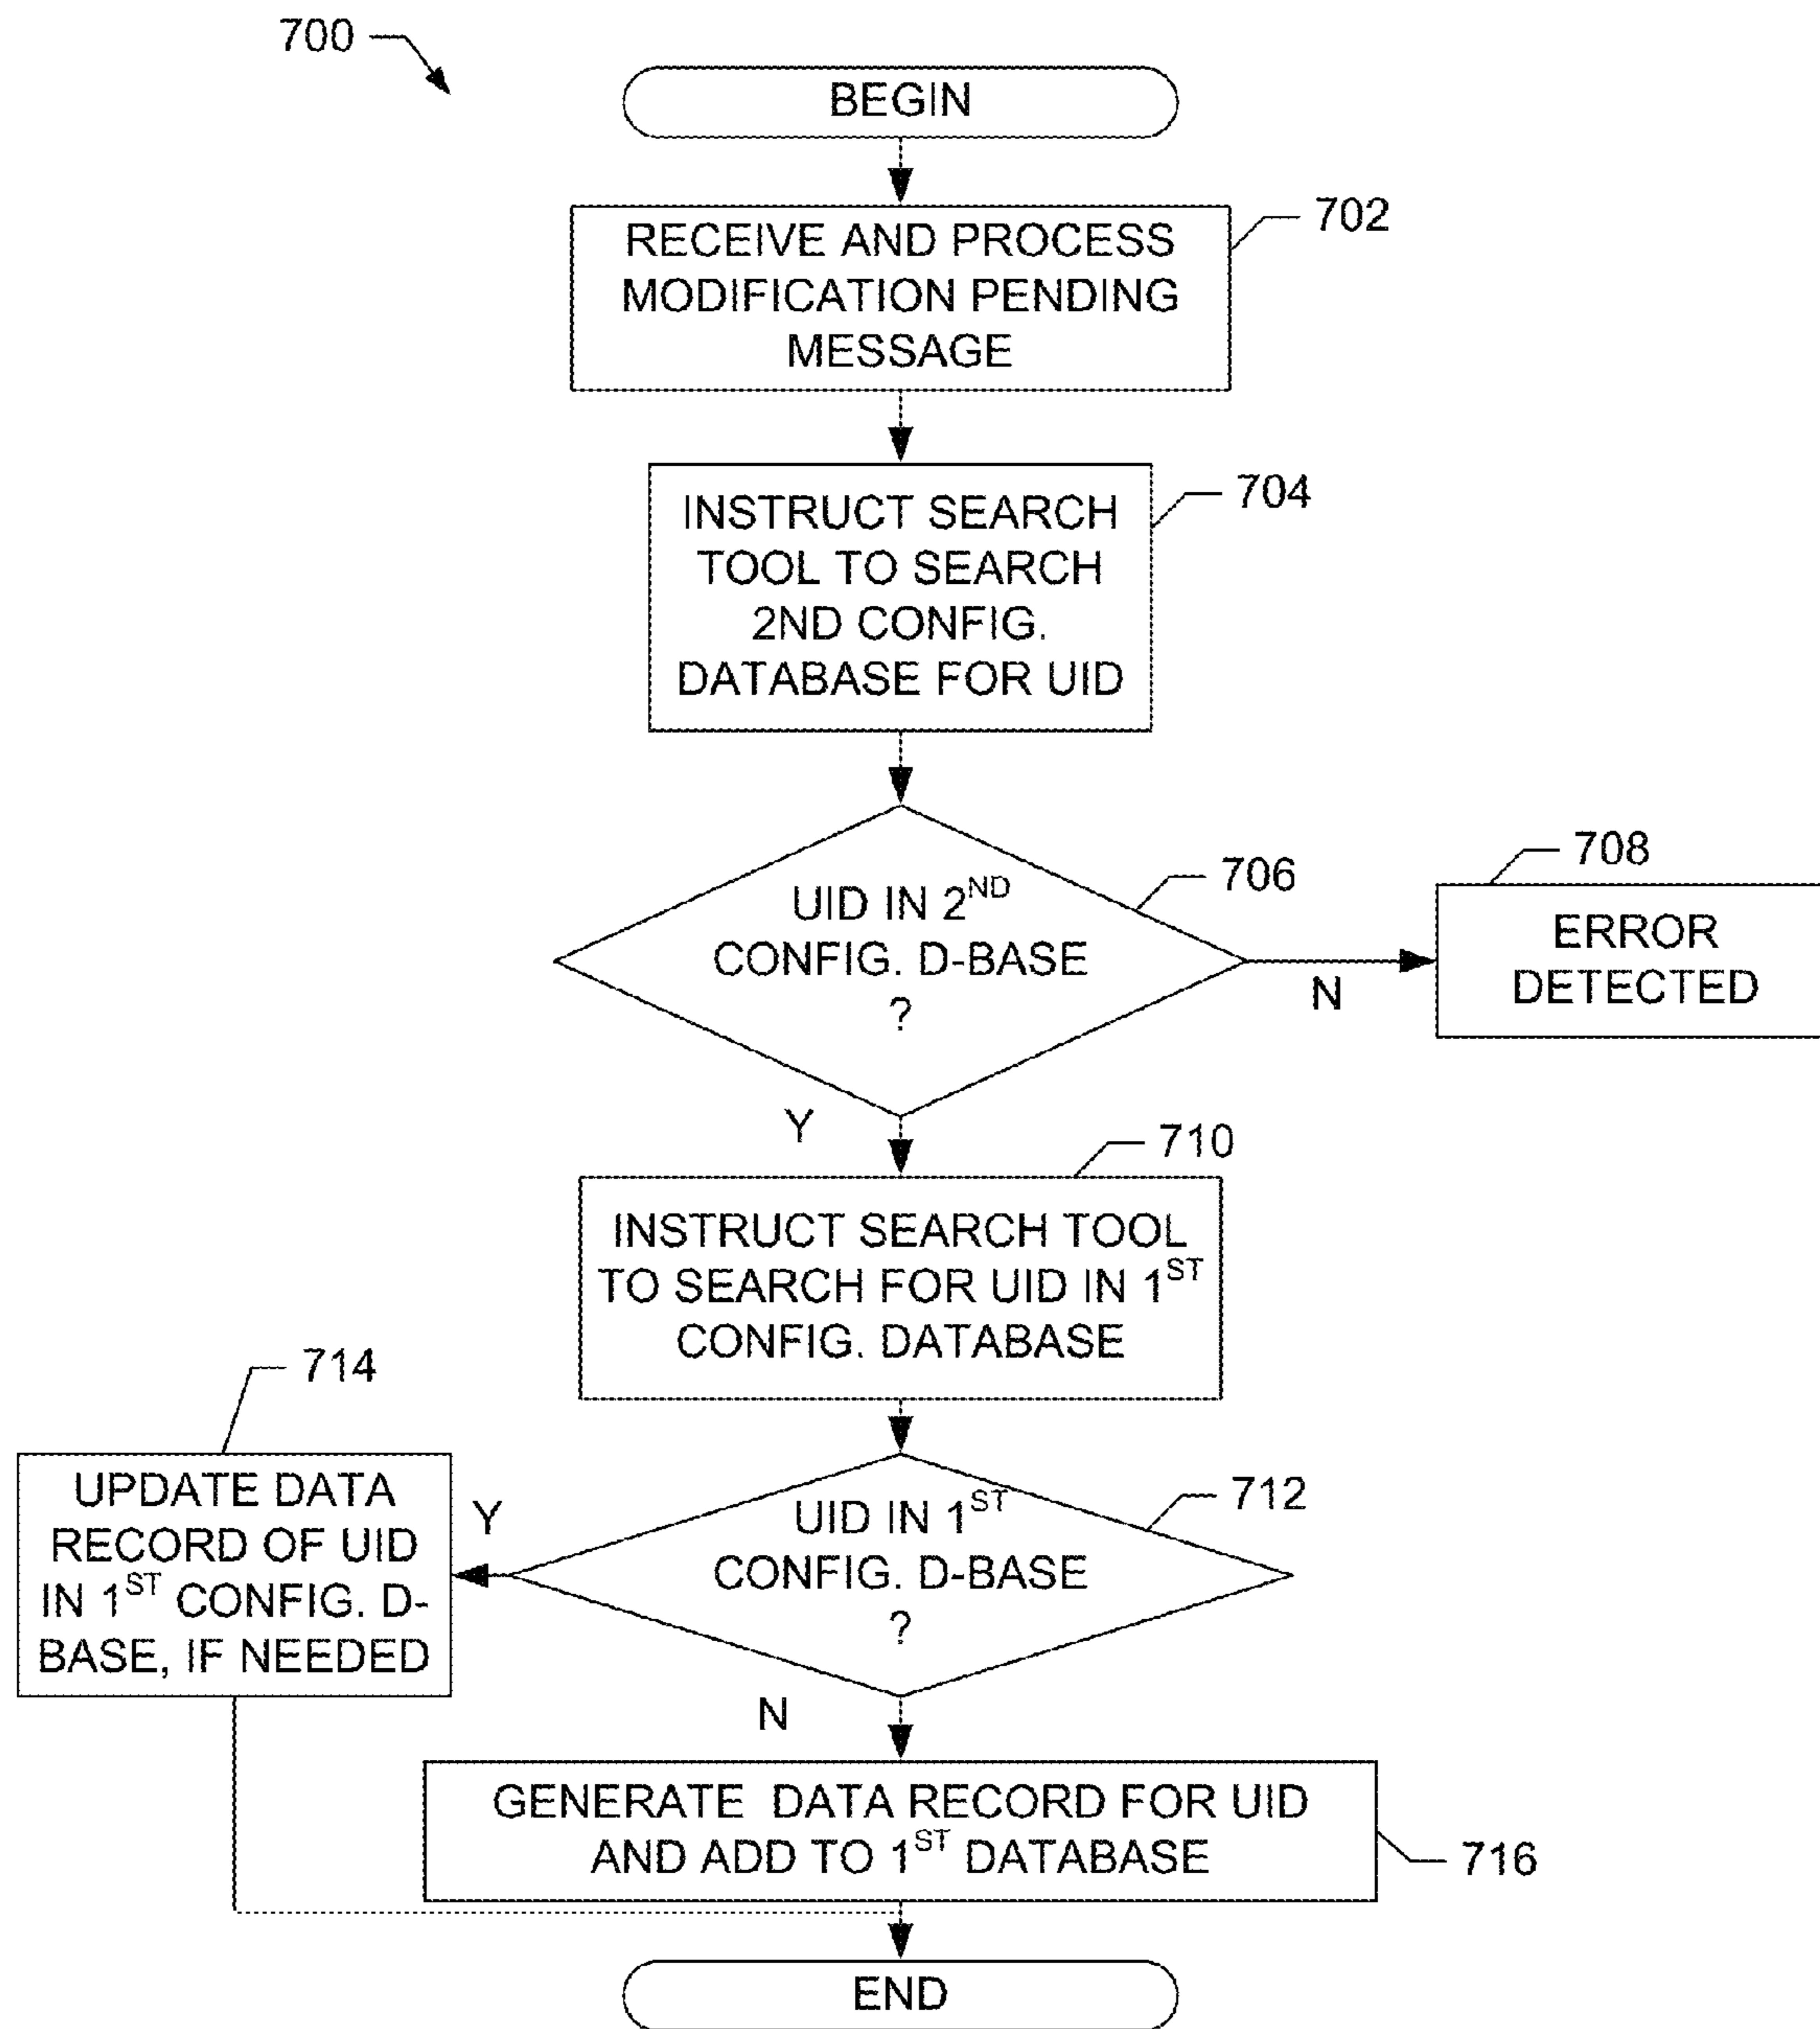 700
BEGIN
RECEIVE AND PROCESS
MODIFICATION PENDING
MESSAGE
702
INSTRUCT SEARCH
TOOL TO SEARCH
2ND CONFIG.
DATABASE FOR UID
704
UID IN 2ND
CONFIG. D-BASE
?
706
N
708
ERROR
DETECTED
Y
710
INSTRUCT SEARCH TOOL
TO SEARCH FOR UID IN 1ST
CONFIG. DATABASE
714
UPDATE DATA
RECORD OF UID
IN 1ST CONFIG. D-
BASE, IF NEEDED
Y
UID IN 1ST
CONFIG. D-BASE
?
712
N
GENERATE DATA RECORD FOR UID
AND ADD TO 1ST DATABASE
716
END